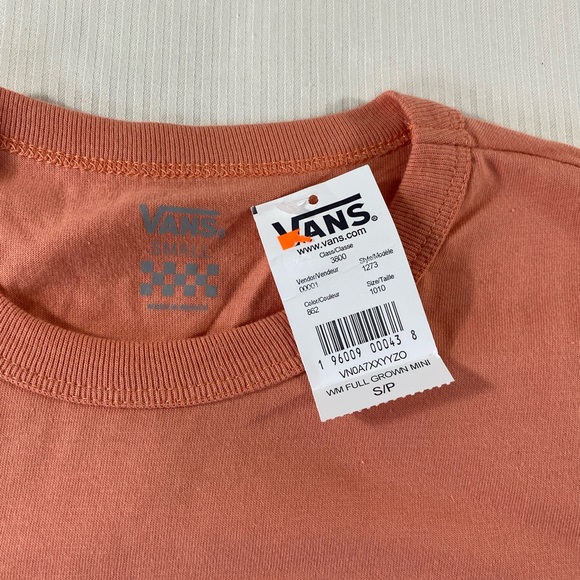 VANS
SMALL
VANS®
www.vans.com
Class/Classe
3600
Vendor/Vendeur
00001
Style/Modèle
1273
Color/Couleur
862
Size/Taille
1010
1 96009 00043 8
VN0A7XXYYZO
WM FULL GROWN MINI
S/P